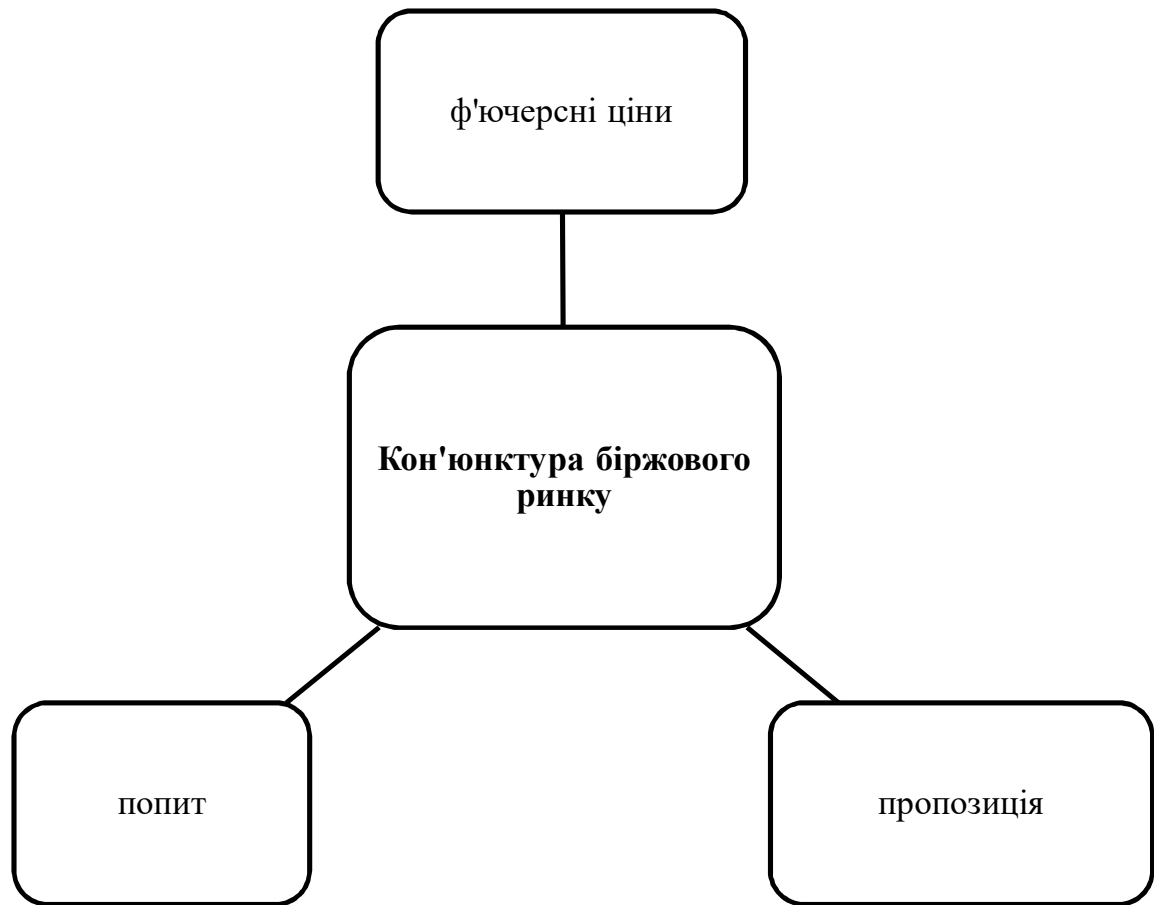 ф'ючерсні ціни
Кон'юнктура біржового
ринку
попит
пропозиція